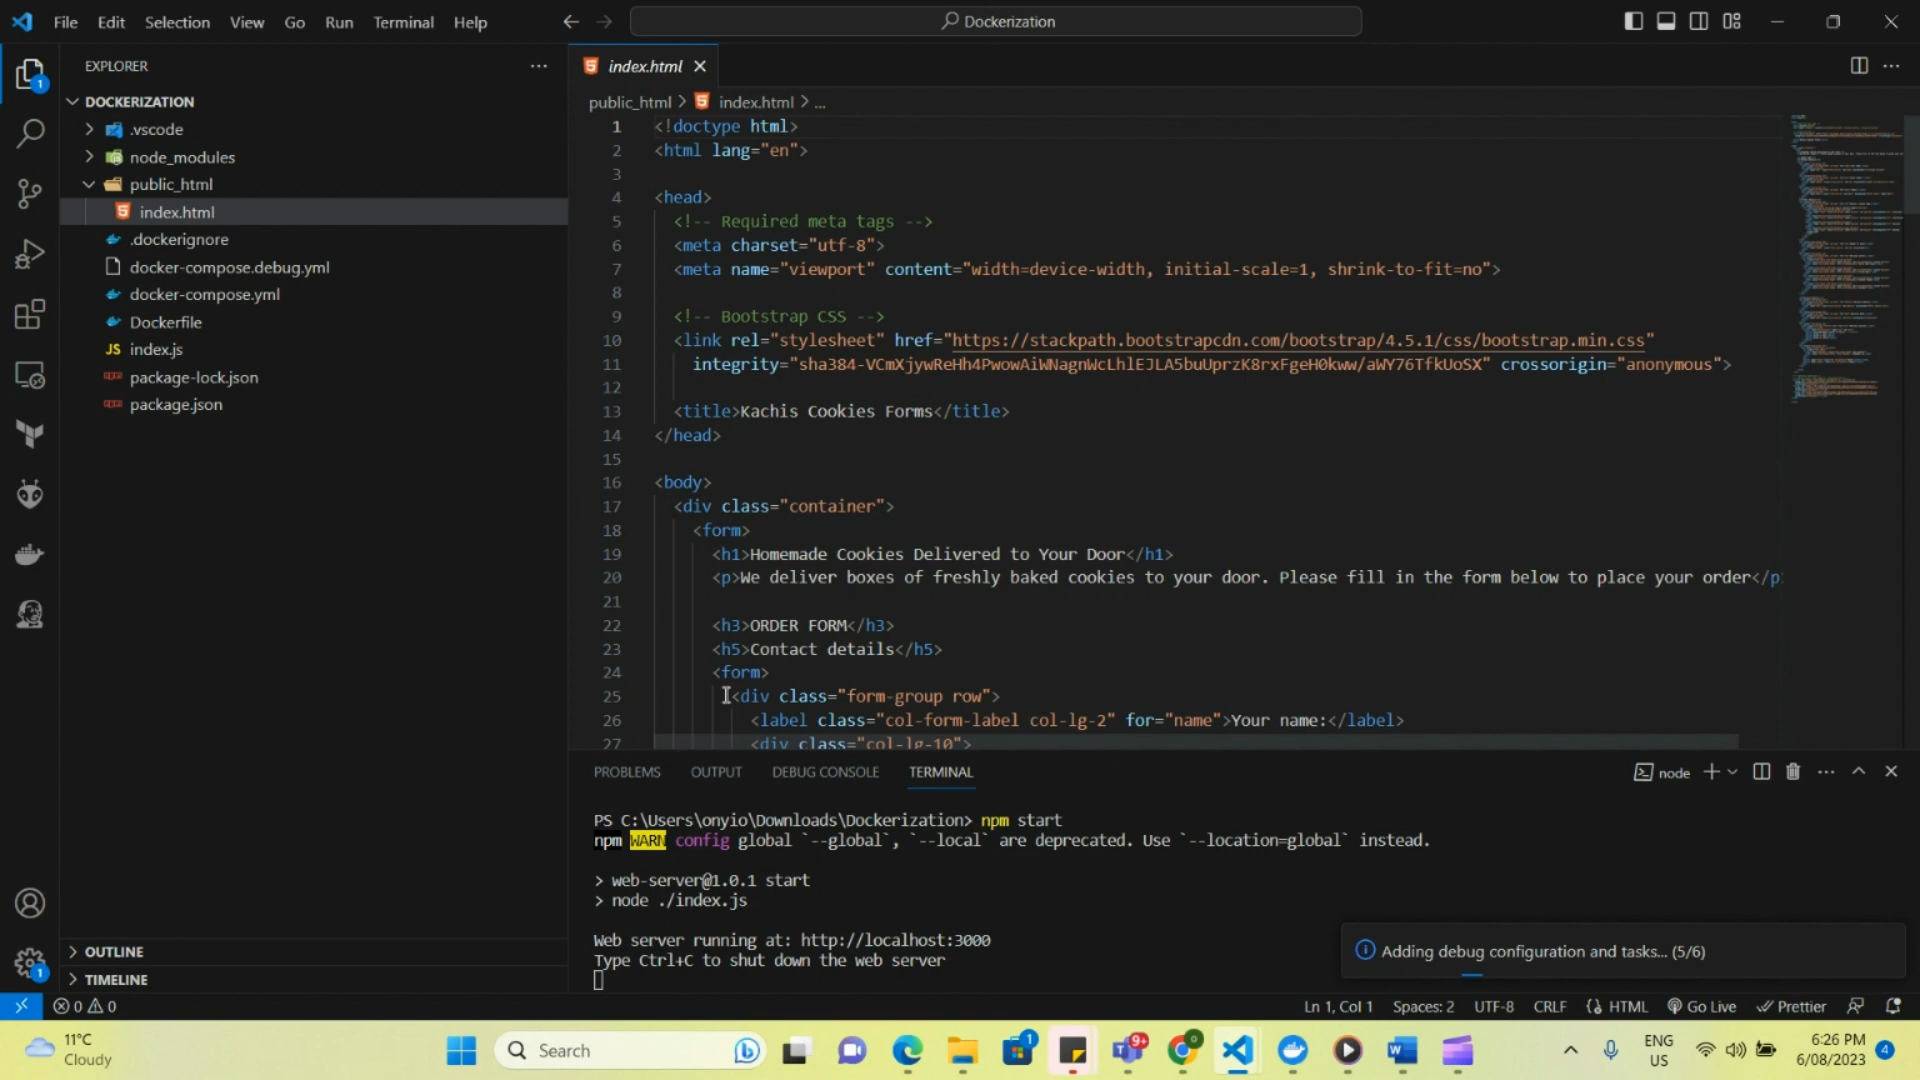 File Edit Selection View Go Run Terminal Help
Dockerization
EXPLORER
DOCKERIZATION
.vscode
node_modules
public_html
index.html
.dockerignore
docker-compose.debug.yml
docker-compose.yml
Dockerfile
JS index.js
package-lock.json
package.json
OUTLINE
TIMELINE
1
1
index.html
public_html > index.html > ...
1 <!doctype html>
2 <html lang="en">
3
4 <head>
5 <!-- Required meta tags -->
6 <meta charset="utf-8">
7 <meta name="viewport" content="width=device-width, initial-scale=1, shrink-to-fit=no">
8
9 <!-- Bootstrap CSS -->
10 <link rel="stylesheet" href="https://stackpath.bootstrapcdn.com/bootstrap/4.5.1/css/bootstrap.min.css"
11 integrity="sha384-VCmXjywReHh4PwowAiWNagnWcLhlEJLA5buUprzK8rxFgeH0kww/aWY76TfkUoSX" crossorigin="anonymous">
12
13 <title>Kachis Cookies Forms</title>
14 </head>
15
16 <body>
17 <div class="container">
18 <form>
19 <h1>Homemade Cookies Delivered to Your Door</h1>
20 <p>We deliver boxes of freshly baked cookies to your door. Please fill in the form below to place your order</p
21
22 <h3>ORDER FORM</h3>
23 <h5>Contact details</h5>
24 <form>
25 <div class="form-group row">
26 <label class="col-form-label col-lg-2" for="name">Your name:</label>
27 <div class="col-lg-10">
PROBLEMS OUTPUT DEBUG CONSOLE TERMINAL
node
PS C:\Users\onyio\Downloads\Dockerization> npm start
npm WARN config global `--global`, `--local` are deprecated. Use `--location=global` instead.
> web-server@1.0.1 start
> node ./index.js
Web server running at: http://localhost:3000
Type Ctrl+C to shut down the web server
Adding debug configuration and tasks... (5/6)
0 0
Ln 1, Col 1 Spaces: 2 UTF-8 CRLF HTML Go Live Prettier
11°C
Cloudy
Search
1
9+
ENG
US
6:26 PM
6/08/2023
4